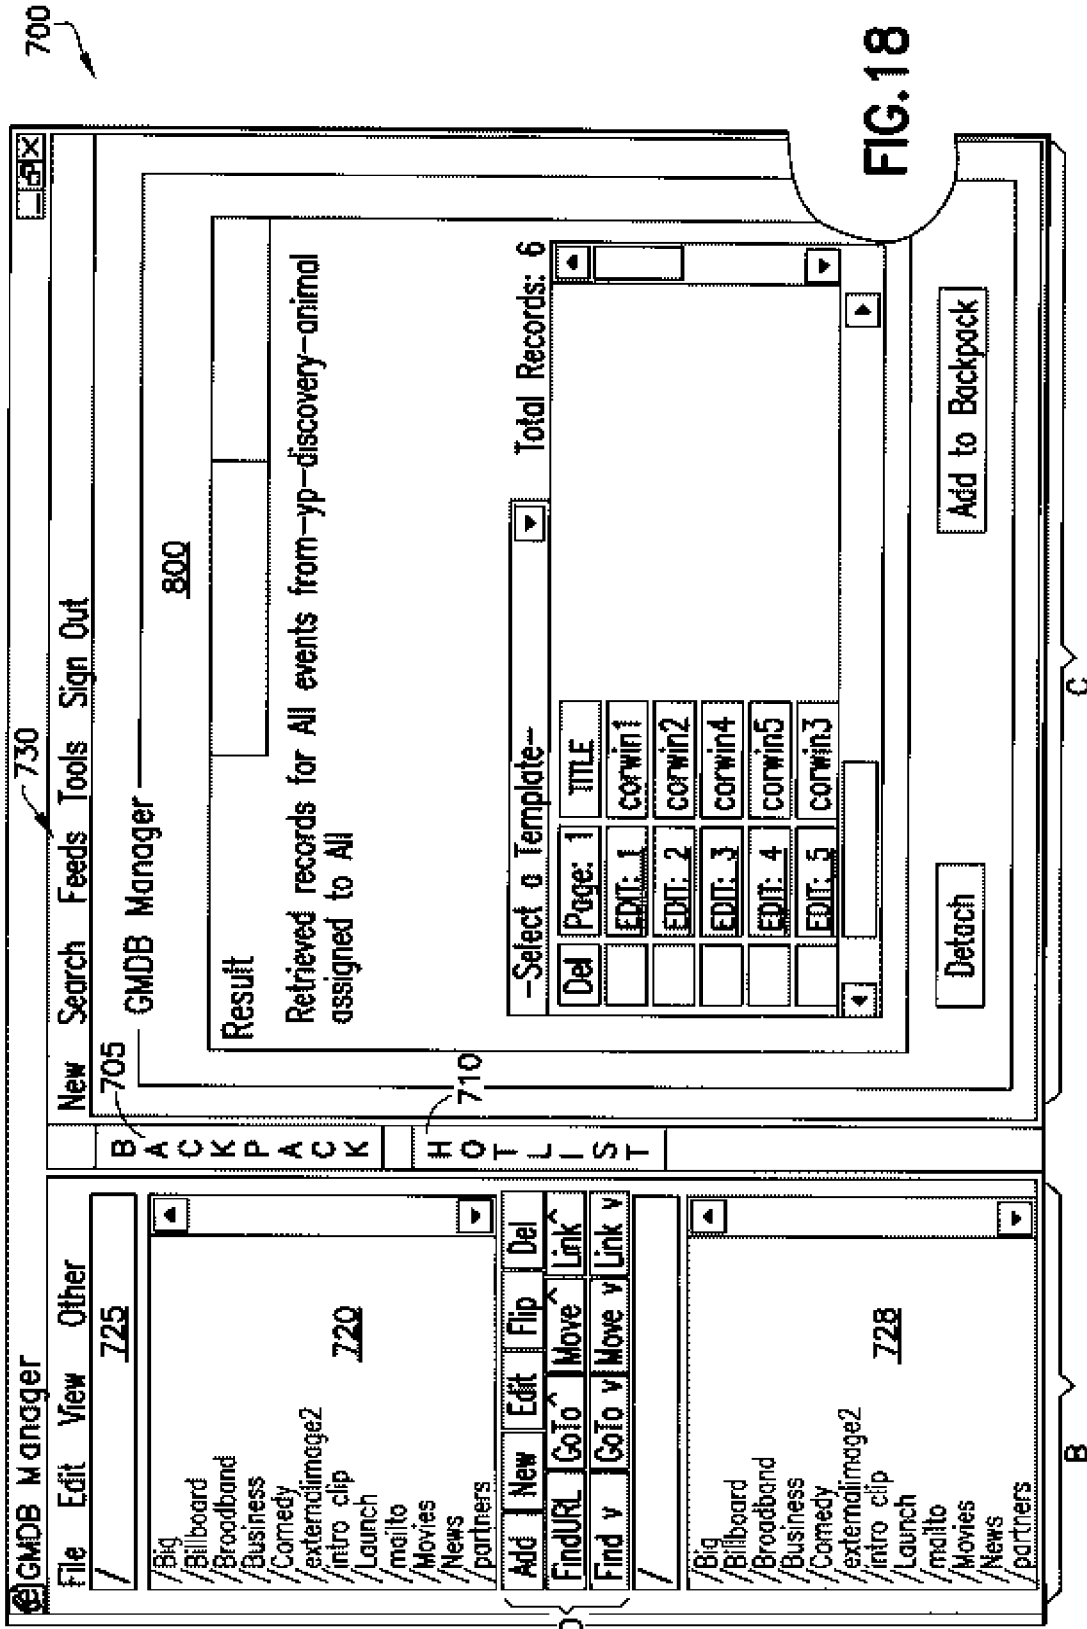 700
GMDB Manager
File Edit View Other
730
New Search Feeds Tools Sign Out
/
725
/Big
/Billboard
/Broadband
/Business
/Comedy
/externalimage2
/intro clip
/Launch
/mailto
/Movies
/News
/partners
720
Add New Edit Flip Del
FindURL GoTo ^ Move ^ Link ^
Find v GoTo v Move v Link v
D
/
/Big
/Billboard
/Broadband
/Business
/Comedy
/externalimage2
/intro clip
/Launch
/mailto
/Movies
/News
/partners
728
B
705
BACKPACK
710
HOTLIST
GMDB Manager
800
Result
Retrieved records for All events from-yp-discovery-animal
assigned to All
-Select a Template- Total Records: 6
Del Page: 1 TITLE
EDIT: 1 corwin1
EDIT: 2 corwin2
EDIT: 3 corwin4
EDIT: 4 corwin5
EDIT: 5 corwin3
Detach Add to Backpack
C
FIG.18